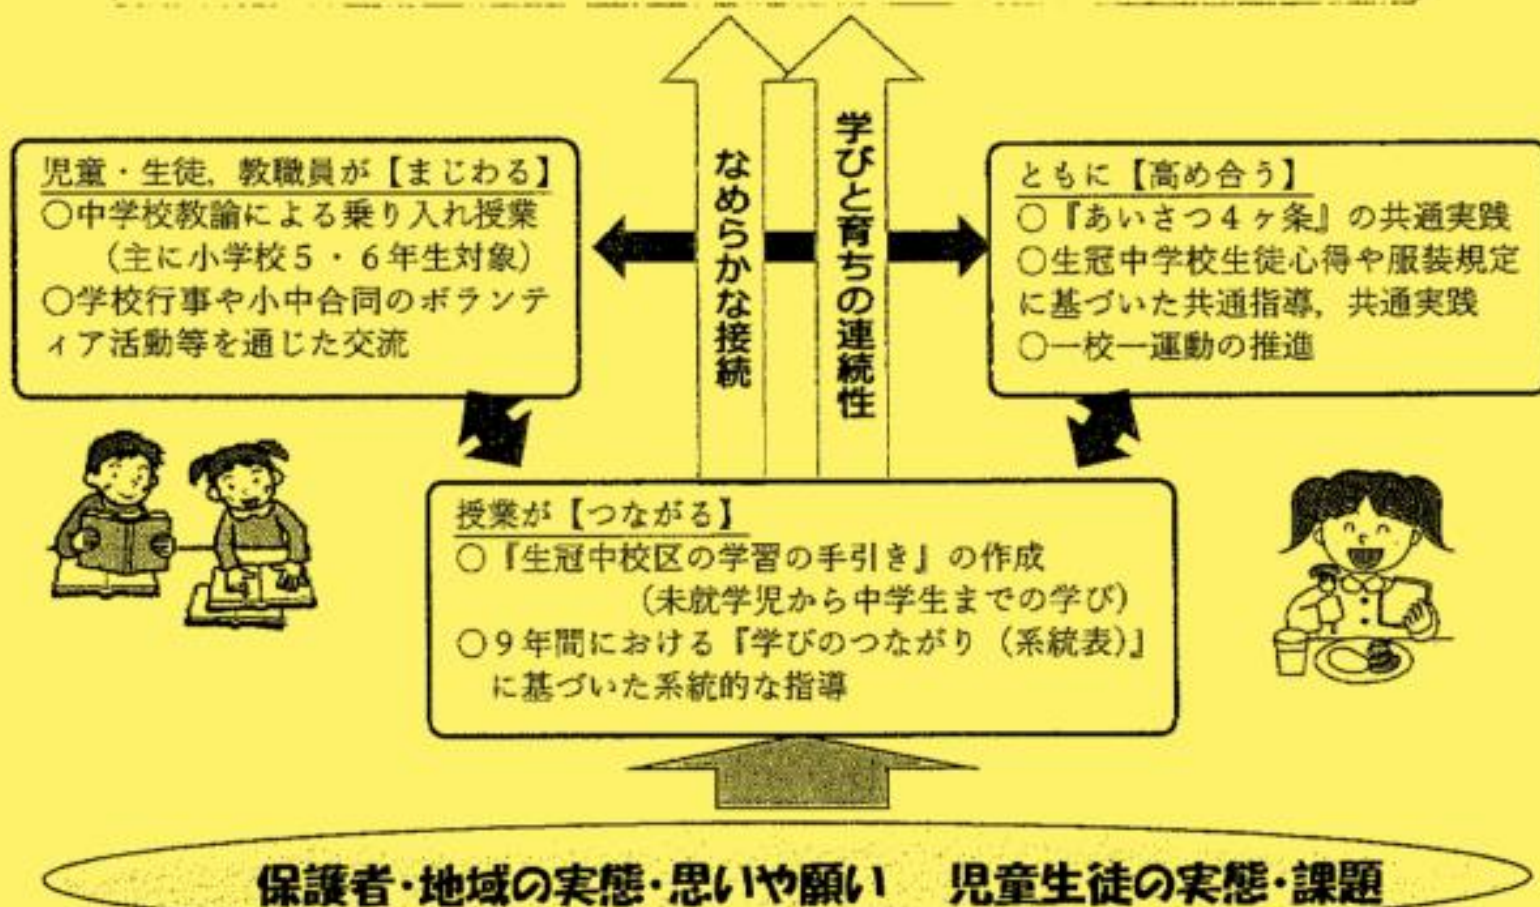 児童・生徒，教職員が【まじわる】
○中学校教諭による乗り入れ授業
（主に小学校５・６年生対象）
○学校行事や小中合同のボランテ
ィア活動等を通じた交流
なめらかな接続
学びと育ちの連続性
ともに【高め合う】
○『あいさつ４ヶ条』の共通実践
○生冠中学校生徒心得や服装規定
に基づいた共通指導，共通実践
○一校一運動の推進
授業が【つながる】
○『生冠中校区の学習の手引き』の作成
（未就学児から中学生までの学び）
○９年間における『学びのつながり（系統表）』
に基づいた系統的な指導
保護者・地域の実態・思いや願い　児童生徒の実態・課題